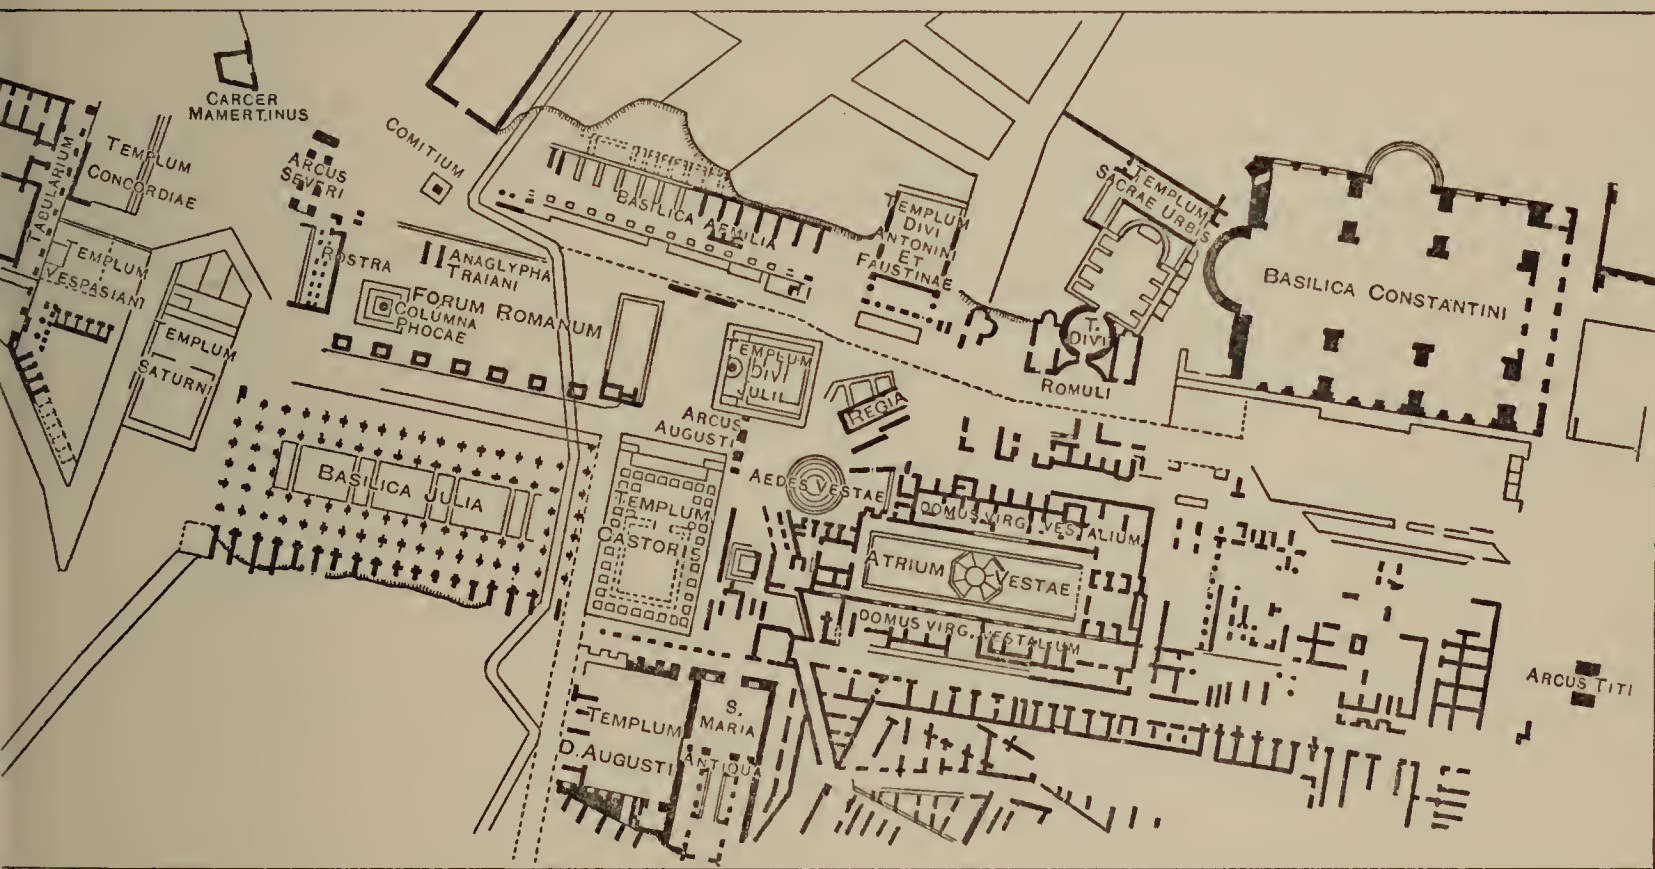 CARCER
MAMERTINUS
COMITIUM
TABULARIUM
TEMPLUM
CONCORDIAE
ARCUS
SEVERI
TEMPLUM
VESPASIANI
TEMPLUM
SATURNI
ROSTRA
ANAGLYPHA
TRAIANI
FORUM ROMANUM
COLUMNA
PHOCAE
BASILICA AEMILIA
TEMPLUM
DIVI
ANTONINI
ET
FAUSTINAE
TEMPLUM
SACRAE URBIS
BASILICA CONSTANTINI
T.
DIVI
ROMULI
TEMPLUM
DIVI
JULII
REGIA
ARCUS
AUGUSTI
BASILICA JULIA
TEMPLUM
CASTORIS
AEDES VESTAE
DOMUS VIRG. VESTALIUM
ATRIUM VESTAE
DOMUS VIRG. VESTALIUM
TEMPLUM
D. AUGUSTI
S.
MARIA
ANTIQUA
ARCUS TITI